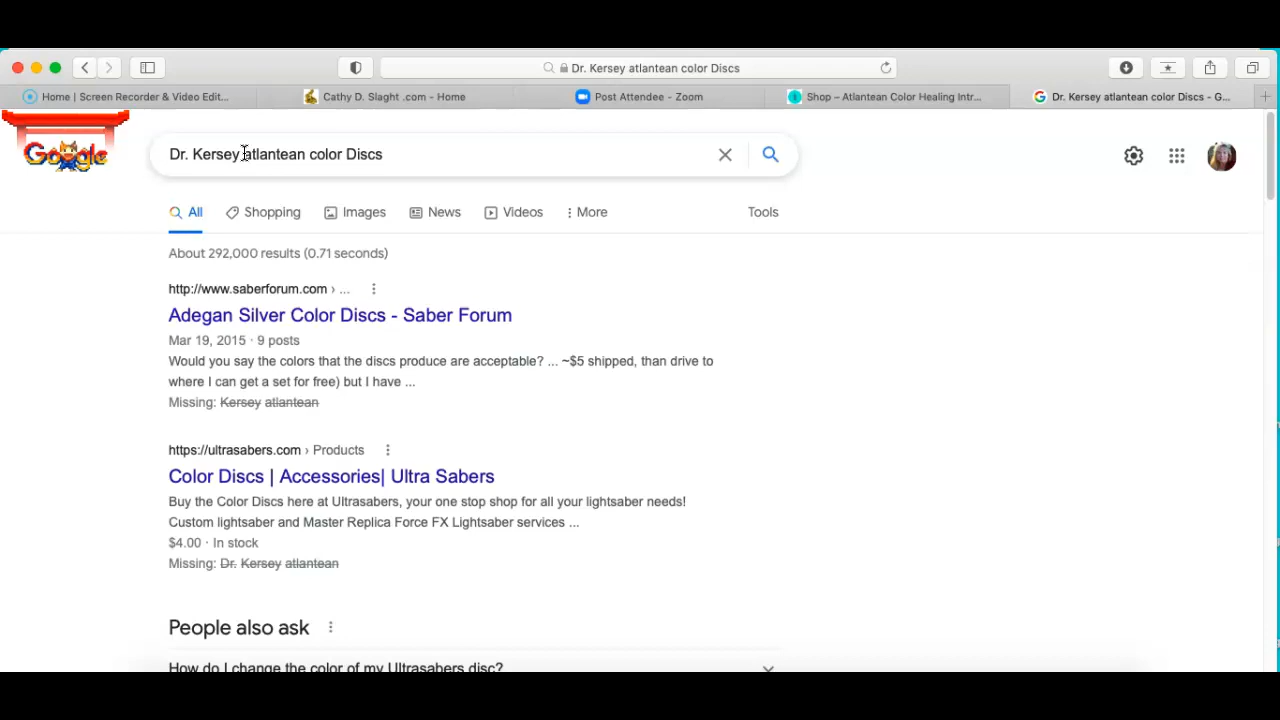 Dr. Kersey atlantean color Discs
Home | Screen Recorder & Video Edit...
Cathy D. Slaght .com - Home
Post Attendee - Zoom
Shop – Atlantean Color Healing Intr...
Dr. Kersey atlantean color Discs - G...
Google
Dr. Kersey atlantean color Discs
All Shopping Images News Videos More Tools
About 292,000 results (0.71 seconds)
http://www.saberforum.com › ...
Adegan Silver Color Discs - Saber Forum
Mar 19, 2015 · 9 posts
Would you say the colors that the discs produce are acceptable? ... ~$5 shipped, than drive to
where I can get a set for free) but I have ...
Missing: Kersey atlantean
https://ultrasabers.com › Products
Color Discs | Accessories| Ultra Sabers
Buy the Color Discs here at Ultrasabers, your one stop shop for all your lightsaber needs!
Custom lightsaber and Master Replica Force FX Lightsaber services ...
$4.00 · In stock
Missing: Dr. Kersey atlantean
People also ask
How do I change the color of my Ultrasabers disc?